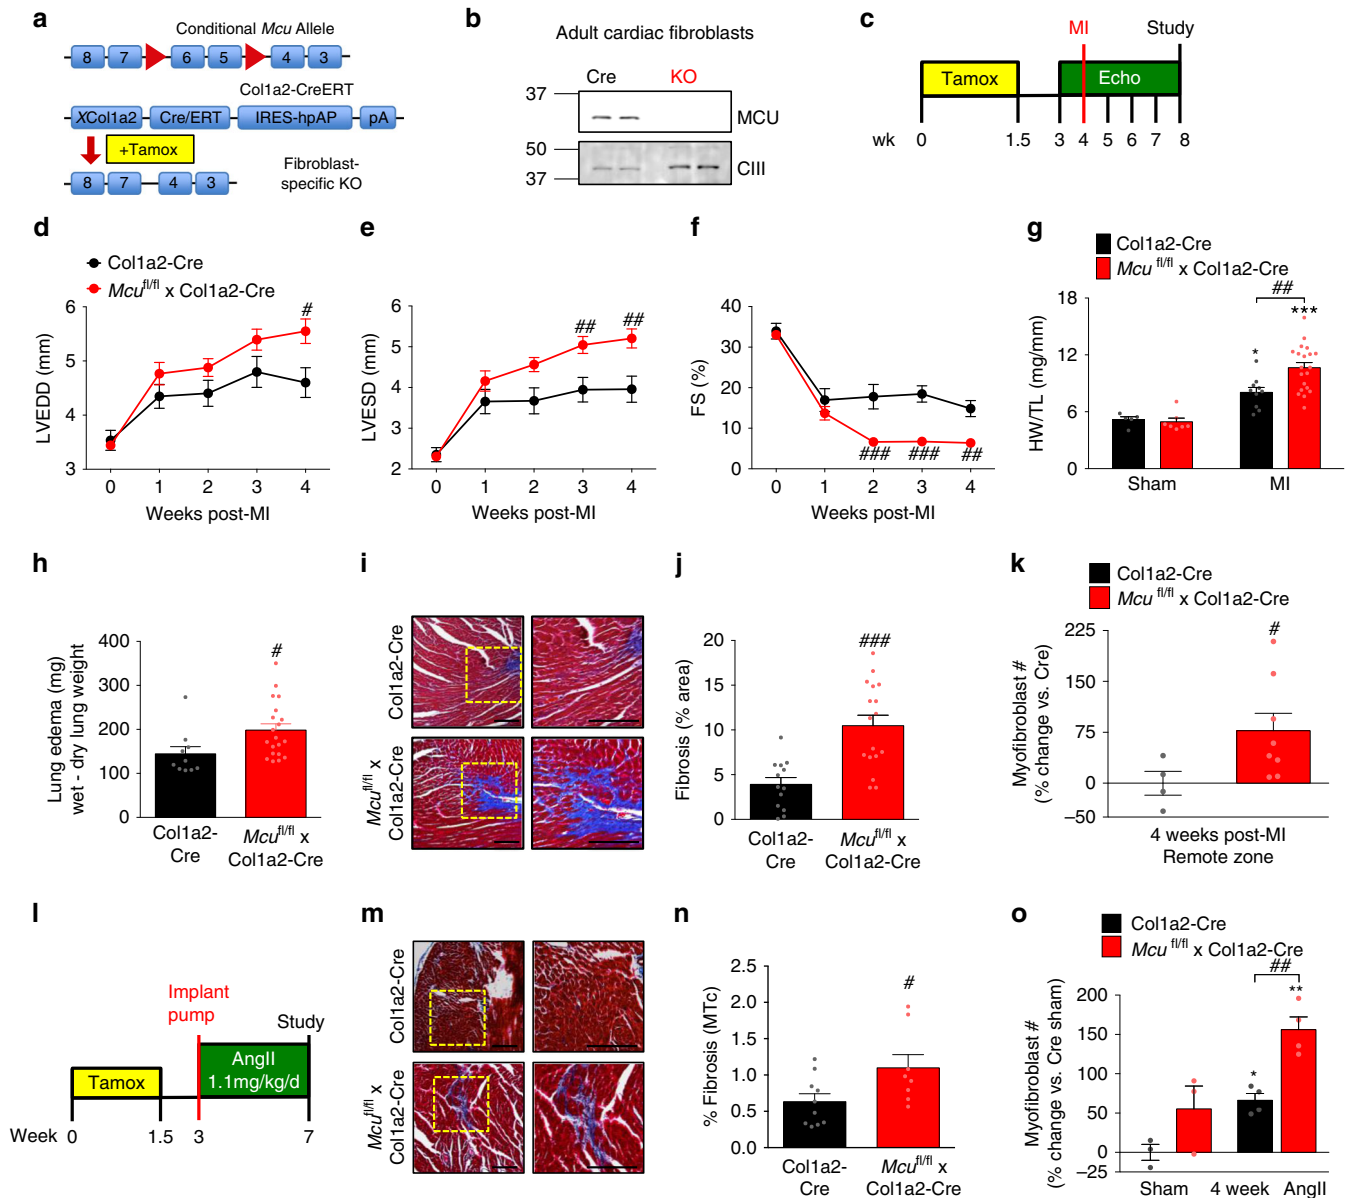 a
Conditional Mcu Allele
8 7 6 5 4 3
Col1a2-CreERT
XCol1a2 Cre/ERT IRES-hpAP pA
+Tamox
8 7 4 3
Fibroblast-
specific KO
b
Adult cardiac fibroblasts
Cre KO
37
MCU
50
37
CIII
c
MI Study
Tamox Echo
wk 0 1.5 3 4 5 6 7 8
d
Col1a2-Cre
Mcu fl/fl x Col1a2-Cre
LVEDD (mm)
6
5
4
3
#
0 1 2 3 4
Weeks post-MI
e
LVESD (mm)
6
5
4
3
2
## ##
0 1 2 3 4
Weeks post-MI
f
FS (%)
40
30
20
10
0
### ### ##
0 1 2 3 4
Weeks post-MI
g
Col1a2-Cre
Mcu fl/fl x Col1a2-Cre
HW/TL (mg/mm)
18
12
6
0
##
* ***
Sham MI
h
Lung edema (mg)
wet - dry lung weight
400
300
200
100
0
#
Col1a2-
Cre
Mcu fl/fl x
Col1a2-Cre
i
Col1a2-Cre
Mcu fl/fl x
Col1a2-Cre
j
Fibrosis (% area)
20
15
10
5
0
###
Col1a2-
Cre
Mcu fl/fl x
Col1a2-Cre
k
Col1a2-Cre
Mcu fl/fl x Col1a2-Cre
Myofibroblast #
(% change vs. Cre)
225
150
75
0
−50
#
4 weeks post-MI
Remote zone
l
Implant
pump
Study
Tamox
AngII
1.1mg/kg/d
Week 0 1.5 3 7
m
Col1a2-Cre
Mcu fl/fl x
Col1a2-Cre
n
% Fibrosis (MTc)
2.5
2.0
1.5
1.0
0.5
0.0
#
Col1a2-
Cre
Mcu fl/fl x
Col1a2-Cre
o
Col1a2-Cre
Mcu fl/fl x Col1a2-Cre
Myofibroblast #
(% change vs. Cre sham)
200
150
100
50
0
−25
##
* **
Sham 4 week AngII